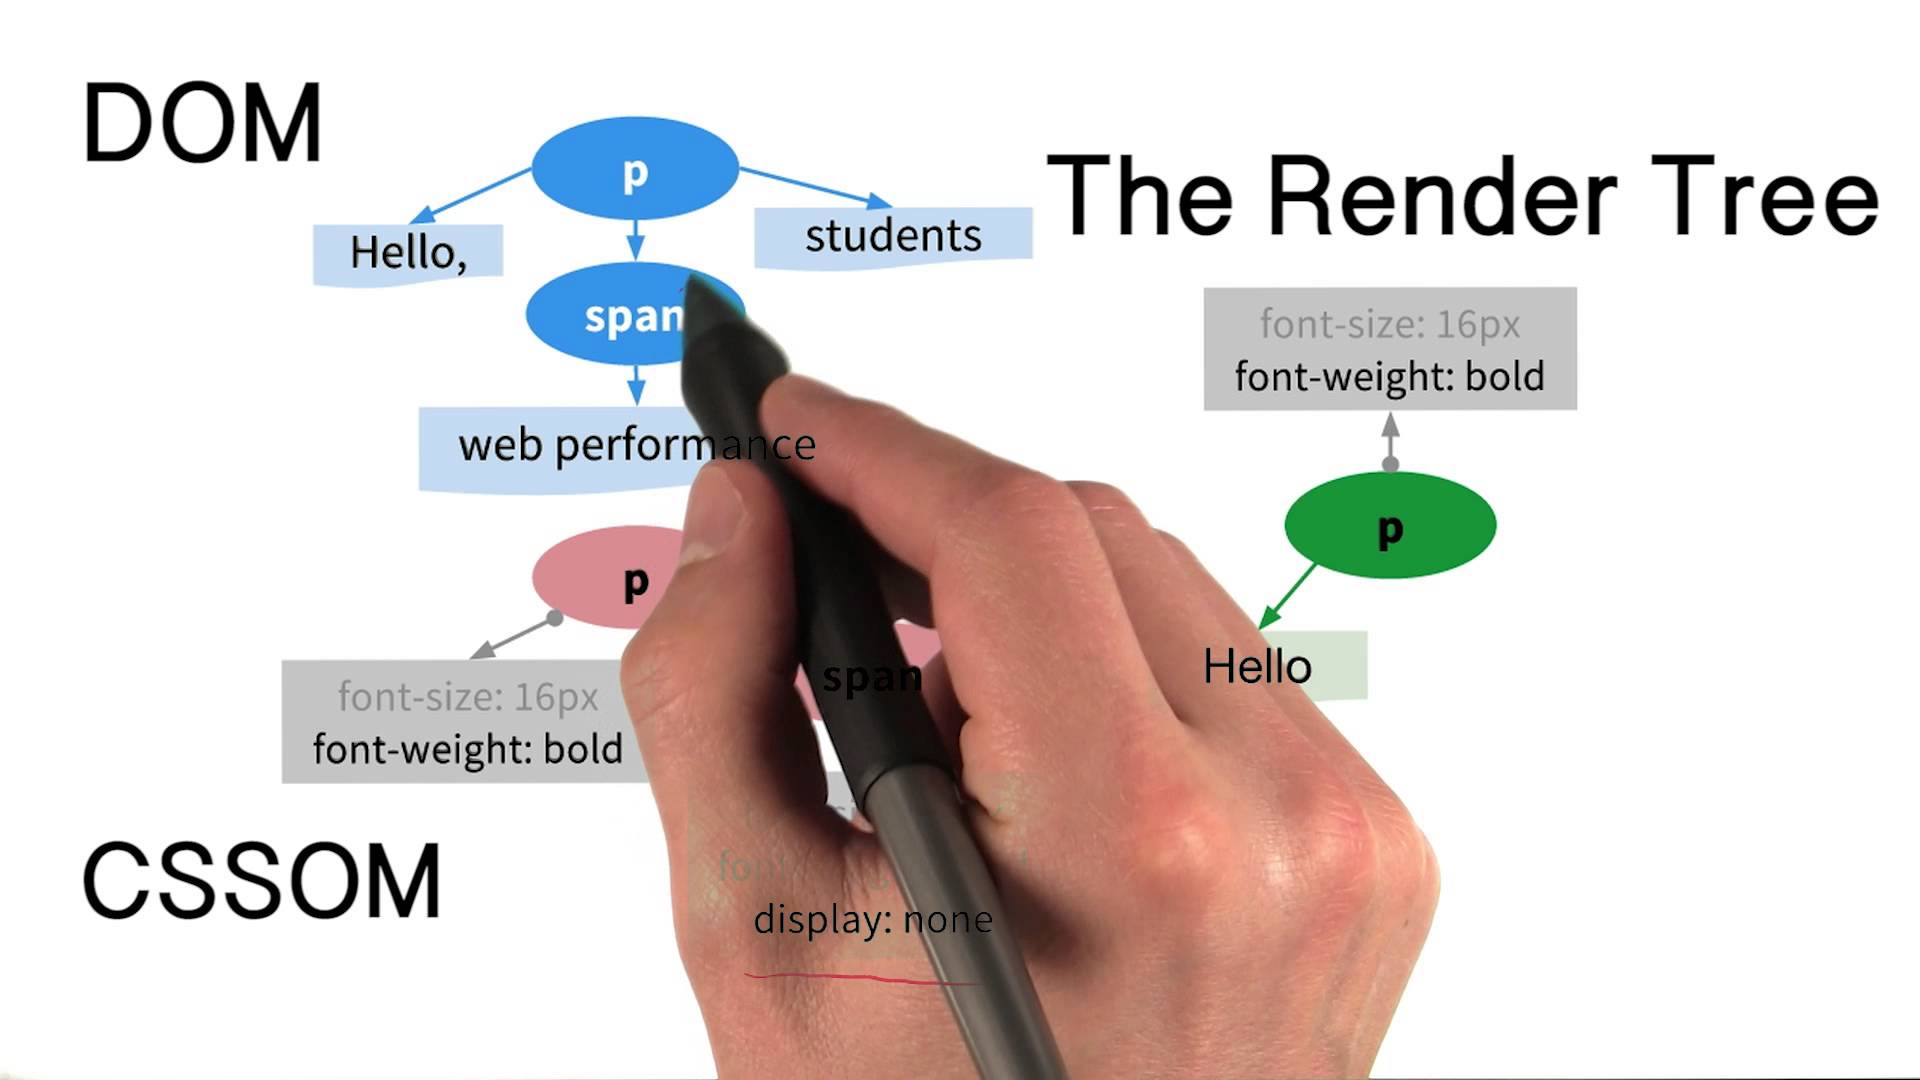 DOM
p
Hello,
students
span
web performance
p
span
font-size: 16px
font-weight: bold
display: none
CSSOM
The Render Tree
font-size: 16px
font-weight: bold
p
Hello